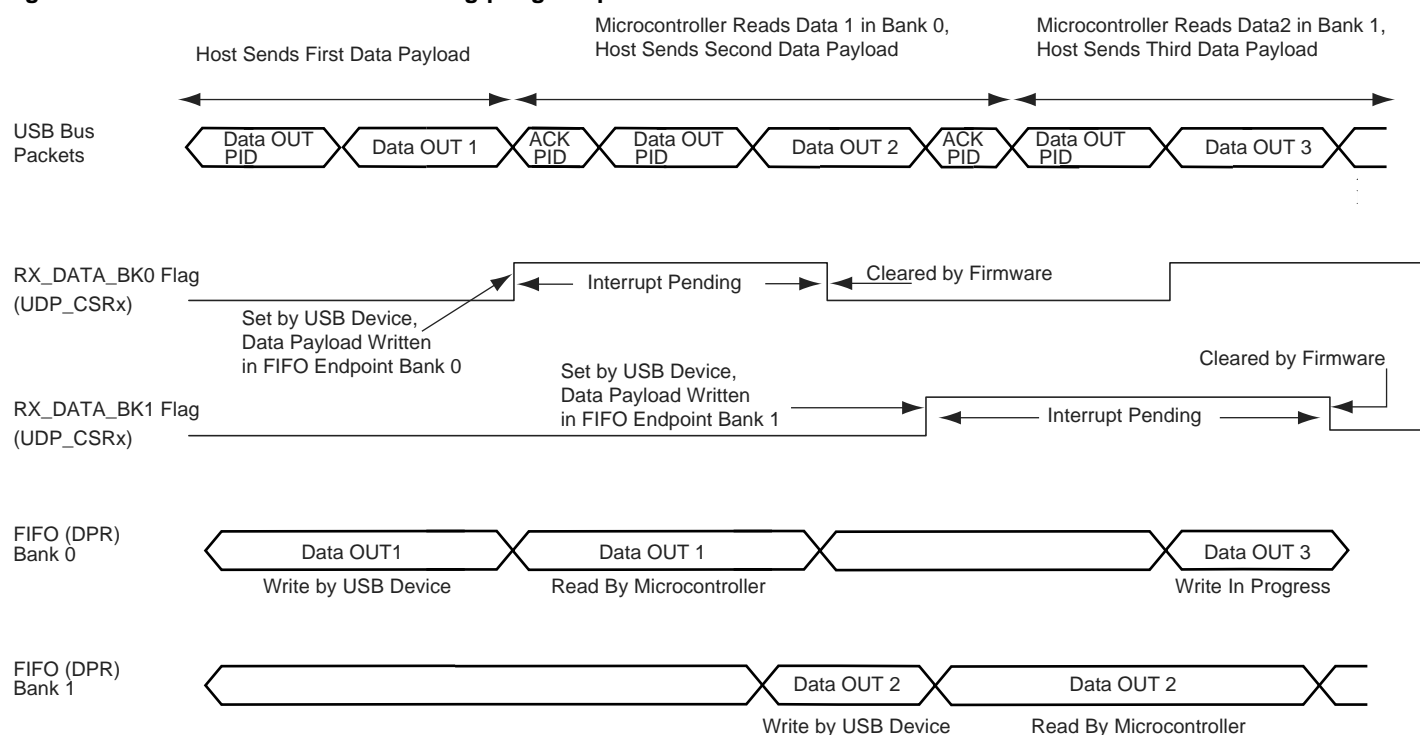 Microcontroller Reads Data 1 in Bank 0,
Host Sends Second Data Payload
Microcontroller Reads Data2 in Bank 1,
Host Sends Third Data Payload
Host Sends First Data Payload
USB Bus
Packets
Data OUT
PID
Data OUT 1
ACK
PID
Data OUT
PID
Data OUT 2
ACK
PID
Data OUT
PID
Data OUT 3
RX_DATA_BK0 Flag
(UDP_CSRx)
Interrupt Pending
Cleared by Firmware
Set by USB Device,
Data Payload Written
in FIFO Endpoint Bank 0
Cleared by Firmware
Set by USB Device,
Data Payload Written
in FIFO Endpoint Bank 1
RX_DATA_BK1 Flag
(UDP_CSRx)
Interrupt Pending
FIFO (DPR)
Bank 0
Data OUT1
Data OUT 1
Data OUT 3
Write by USB Device
Read By Microcontroller
Write In Progress
FIFO (DPR)
Bank 1
Data OUT 2
Data OUT 2
Write by USB Device
Read By Microcontroller